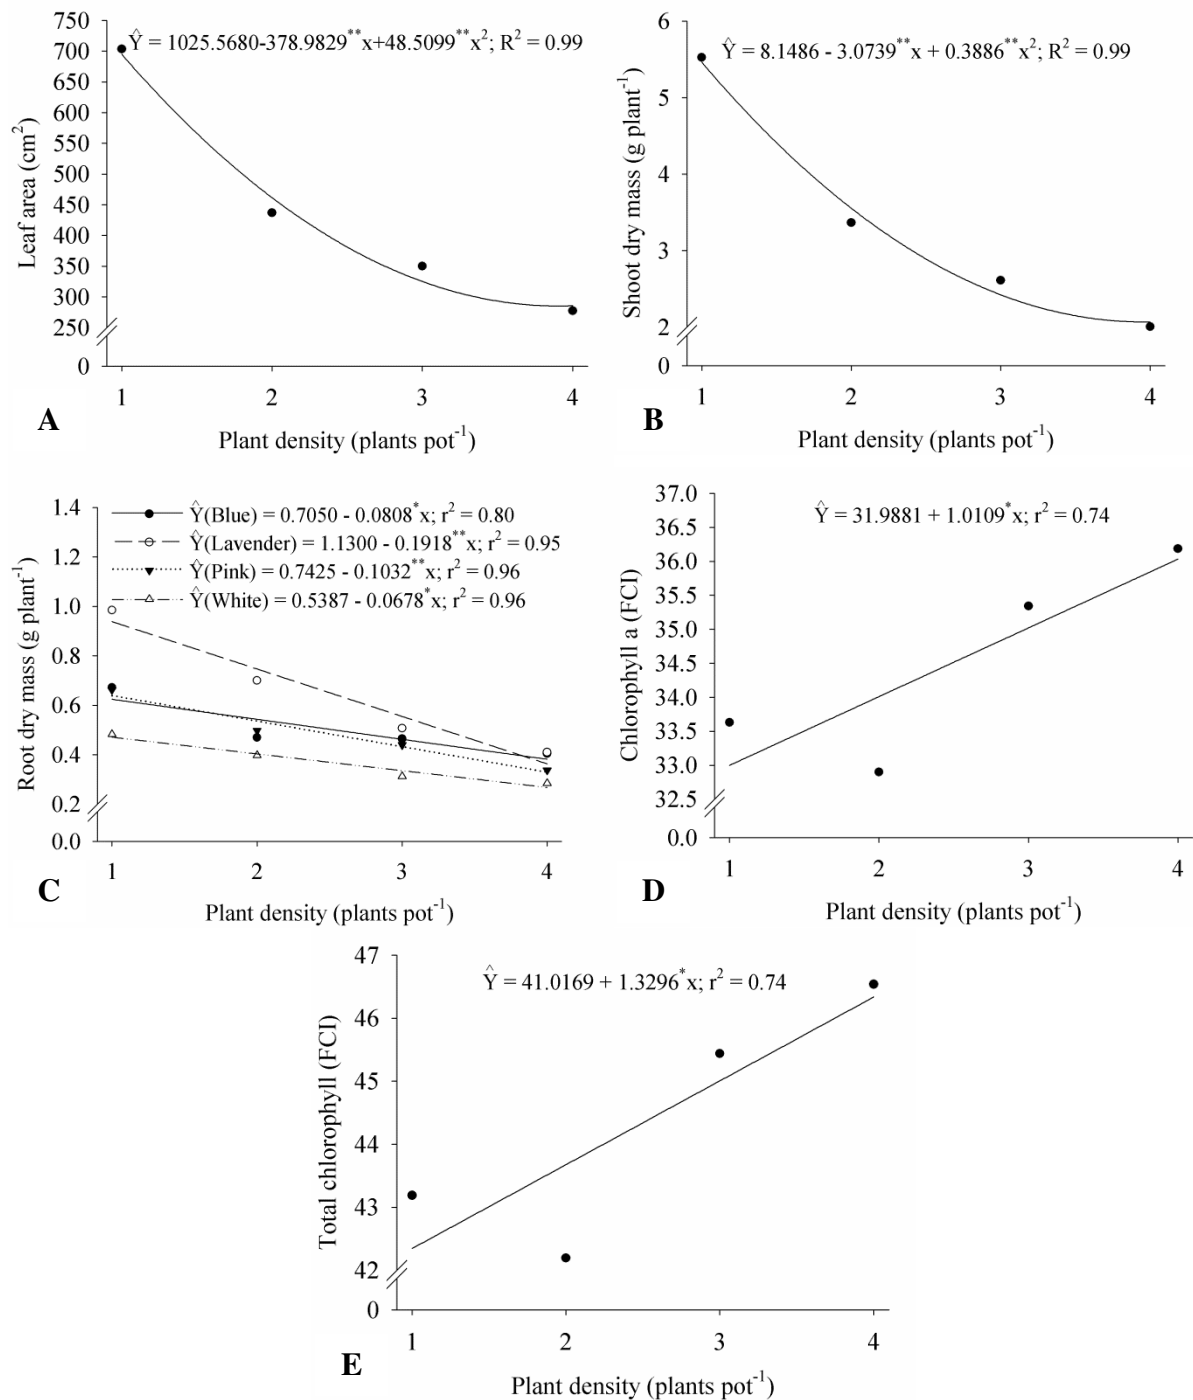 Ŷ = 1025.5680-378.9829**x+48.5099**x²; R² = 0.99
750
700
650
600
550
500
450
400
350
300
250
0
Leaf area (cm²)
1 2 3 4
A
Plant density (plants pot⁻¹)
Ŷ = 8.1486 - 3.0739**x + 0.3886**x²; R² = 0.99
6
5
4
3
2
0
Shoot dry mass (g plant⁻¹)
1 2 3 4
B
Plant density (plants pot⁻¹)
Ŷ(Blue) = 0.7050 - 0.0808*x; r² = 0.80
Ŷ(Lavender) = 1.1300 - 0.1918**x; r² = 0.95
Ŷ(Pink) = 0.7425 - 0.1032**x; r² = 0.96
Ŷ(White) = 0.5387 - 0.0678*x; r² = 0.96
1.4
1.2
1.0
0.8
0.6
0.4
0.2
0.0
Root dry mass (g plant⁻¹)
1 2 3 4
C
Plant density (plants pot⁻¹)
Ŷ = 31.9881 + 1.0109*x; r² = 0.74
37.0
36.5
36.0
35.5
35.0
34.5
34.0
33.5
33.0
32.5
0.0
Chlorophyll a (FCI)
1 2 3 4
D
Plant density (plants pot⁻¹)
Ŷ = 41.0169 + 1.3296*x; r² = 0.74
47
46
45
44
43
42
0
Total chlorophyll (FCI)
1 2 3 4
E
Plant density (plants pot⁻¹)